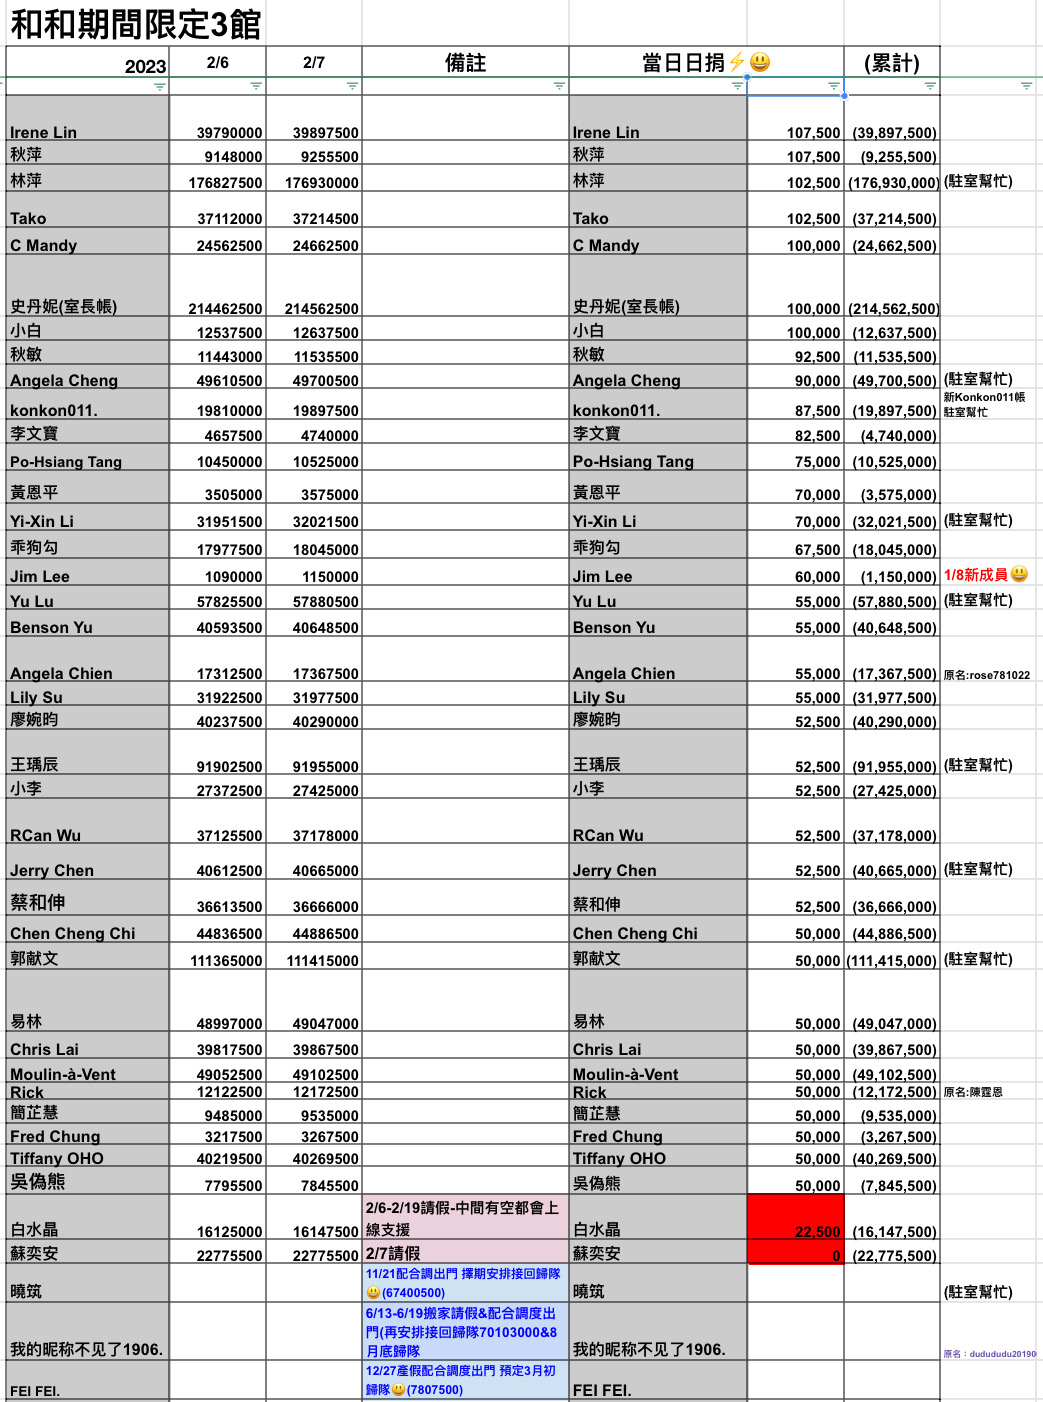 和和期間限定3館
2023 2/6 2/7 備註 當日日捐⚡😃 (累計)
Irene Lin 39790000 39897500 Irene Lin 107,500 (39,897,500)
秋萍 9148000 9255500 秋萍 107,500 (9,255,500)
林萍 176827500 176930000 林萍 102,500 (176,930,000) (駐室幫忙)
Tako 37112000 37214500 Tako 102,500 (37,214,500)
C Mandy 24562500 24662500 C Mandy 100,000 (24,662,500)
史丹妮(室長帳) 214462500 214562500 史丹妮(室長帳) 100,000 (214,562,500)
小白 12537500 12637500 小白 100,000 (12,637,500)
秋敏 11443000 11535500 秋敏 92,500 (11,535,500)
Angela Cheng 49610500 49700500 Angela Cheng 90,000 (49,700,500) (駐室幫忙)
新Konkon011帳
konkon011. 19810000 19897500 konkon011. 87,500 (19,897,500) 駐室幫忙
李文寶 4657500 4740000 李文寶 82,500 (4,740,000)
Po-Hsiang Tang 10450000 10525000 Po-Hsiang Tang 75,000 (10,525,000)
黃恩平 3505000 3575000 黃恩平 70,000 (3,575,000)
Yi-Xin Li 31951500 32021500 Yi-Xin Li 70,000 (32,021,500) (駐室幫忙)
乖狗勾 17977500 18045000 乖狗勾 67,500 (18,045,000)
Jim Lee 1090000 1150000 Jim Lee 60,000 (1,150,000) 1/8新成員😃
Yu Lu 57825500 57880500 Yu Lu 55,000 (57,880,500) (駐室幫忙)
Benson Yu 40593500 40648500 Benson Yu 55,000 (40,648,500)
Angela Chien 17312500 17367500 Angela Chien 55,000 (17,367,500) 原名:rose781022
Lily Su 31922500 31977500 Lily Su 55,000 (31,977,500)
廖婉昀 40237500 40290000 廖婉昀 52,500 (40,290,000)
王瑀辰 91902500 91955000 王瑀辰 52,500 (91,955,000) (駐室幫忙)
小李 27372500 27425000 小李 52,500 (27,425,000)
RCan Wu 37125500 37178000 RCan Wu 52,500 (37,178,000)
Jerry Chen 40612500 40665000 Jerry Chen 52,500 (40,665,000) (駐室幫忙)
蔡和伸 36613500 36666000 蔡和伸 52,500 (36,666,000)
Chen Cheng Chi 44836500 44886500 Chen Cheng Chi 50,000 (44,886,500)
郭献文 111365000 111415000 郭献文 50,000 (111,415,000) (駐室幫忙)
易林 48997000 49047000 易林 50,000 (49,047,000)
Chris Lai 39817500 39867500 Chris Lai 50,000 (39,867,500)
Moulin-à-Vent 49052500 49102500 Moulin-à-Vent 50,000 (49,102,500)
Rick 12122500 12172500 Rick 50,000 (12,172,500) 原名:陳霆恩
簡芷慧 9485000 9535000 簡芷慧 50,000 (9,535,000)
Fred Chung 3217500 3267500 Fred Chung 50,000 (3,267,500)
Tiffany OHO 40219500 40269500 Tiffany OHO 50,000 (40,269,500)
吳偽熊 7795500 7845500 吳偽熊 50,000 (7,845,500)
2/6-2/19請假-中間有空都會上
白水晶 16125000 16147500 線支援 白水晶 22,500 (16,147,500)
蘇奕安 22775500 22775500 2/7請假 蘇奕安 0 (22,775,500)
11/21配合調出門 擇期安排接回歸隊
曉筑 😃(67400500) 曉筑 (駐室幫忙)
6/13-6/19搬家請假&配合調度出
門(再安排接回歸隊70103000&8
我的昵称不见了1906. 月底歸隊 我的昵称不见了1906. 原名：dudududu20190
12/27產假配合調度出門 預定3月初
FEI FEI. 歸隊😃(7807500) FEI FEI.